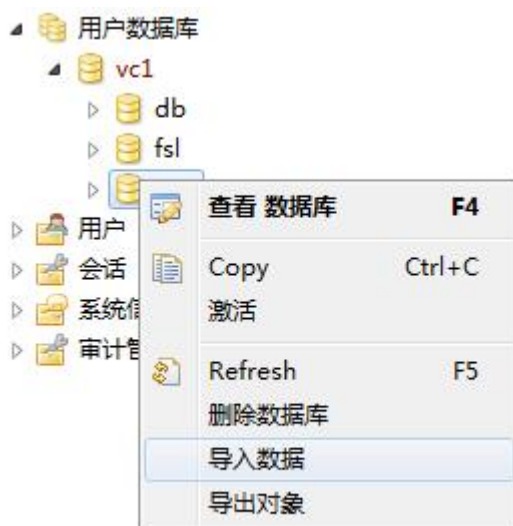 用户数据库
vc1
db
fsl
用户
会话
系统信
审计管
查看 数据库 F4
Copy Ctrl+C
激活
Refresh F5
删除数据库
导入数据
导出对象